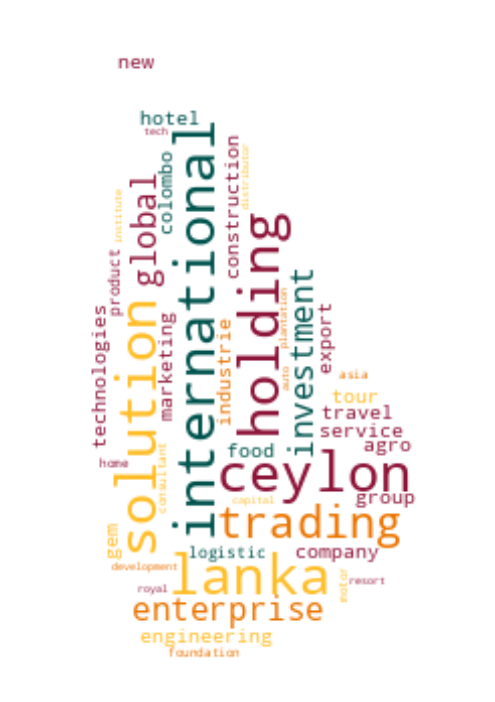 new
hotel
tech
international
colombo
construction
distributor
global
institute
holding
product
investment
plantation
solution
technologies
marketing
industrie
export
auto
asia
tour
travel
service
agro
food
home
consultant
ceylon
group
capital
trading
gem
logistic
company
development
lanka
motor
resort
royal
enterprise
engineering
foundation